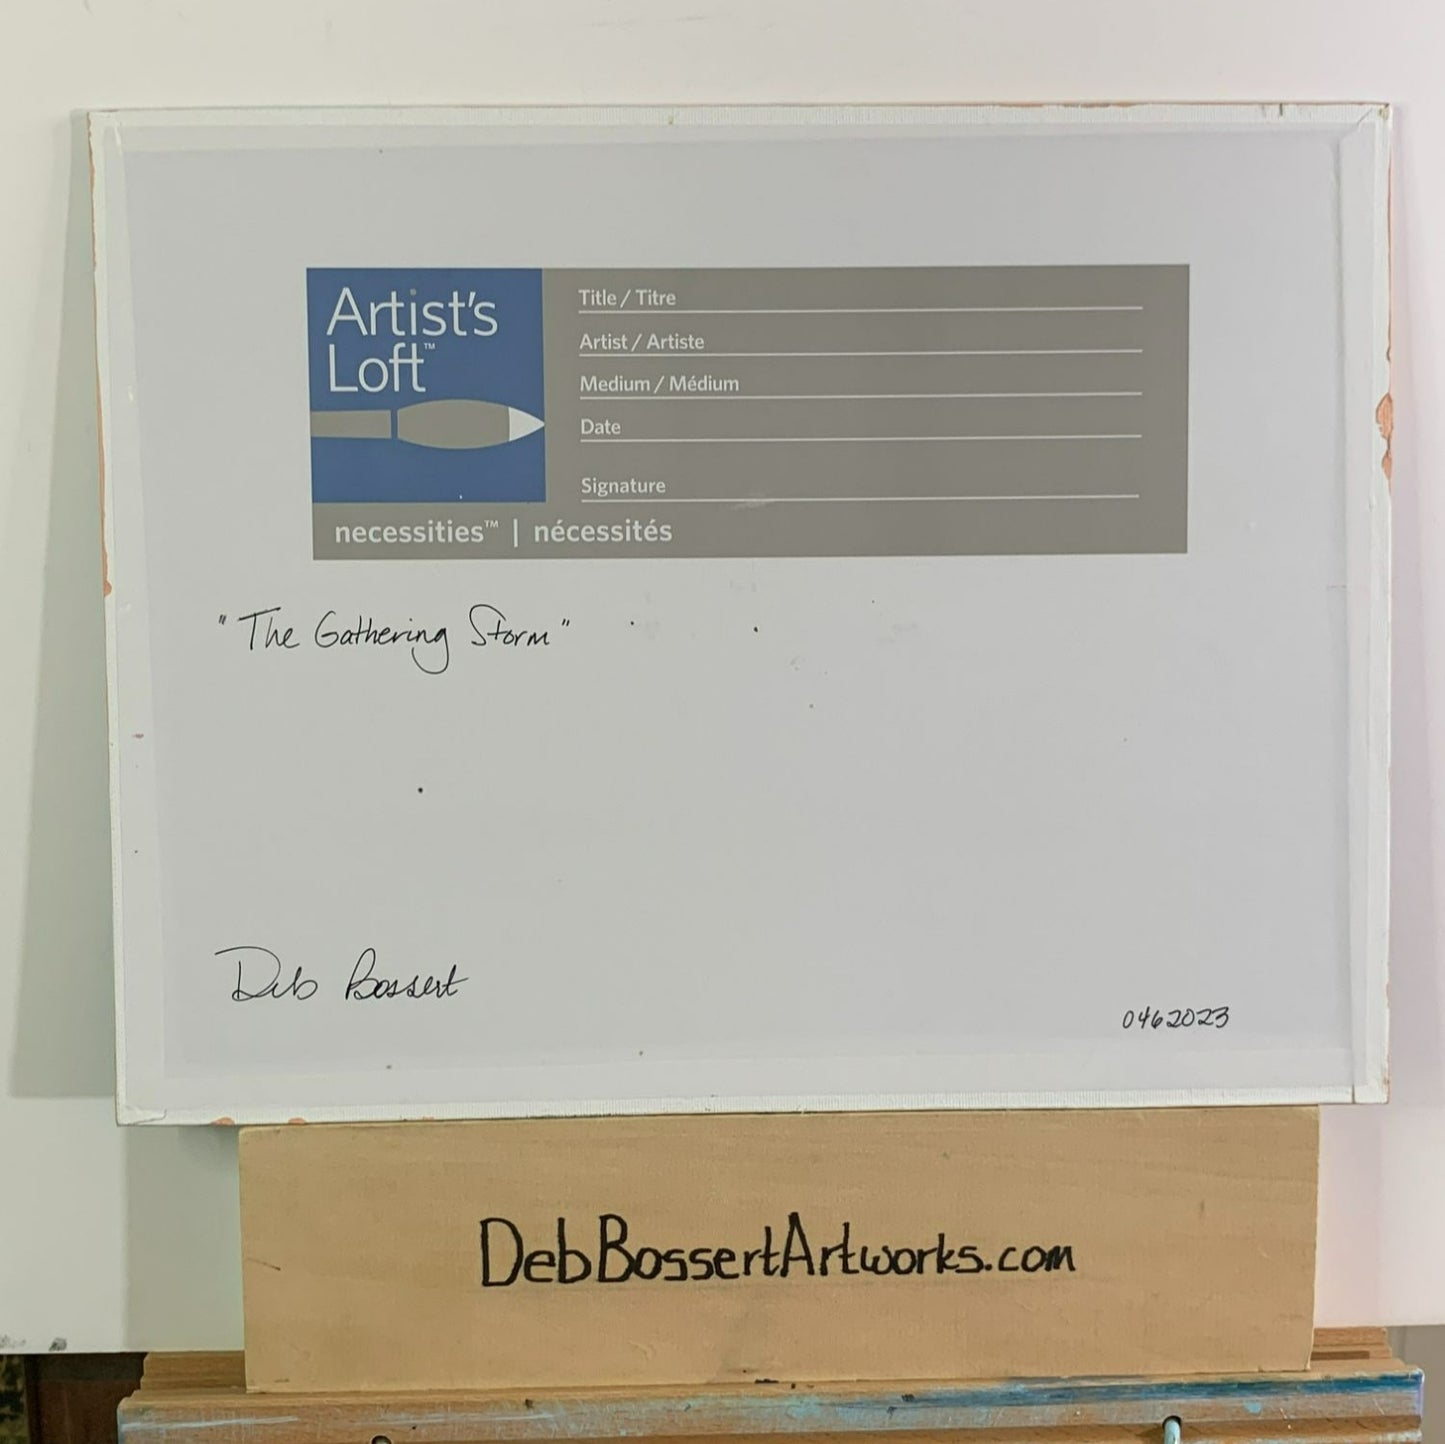 Artist's
Loft™
Title / Titre
Artist / Artiste
Medium / Médium
Date
Signature
necessities™ | nécessités
"The Gathering Storm"
Deb Bossert
0462023
DebBossertArtworks.com